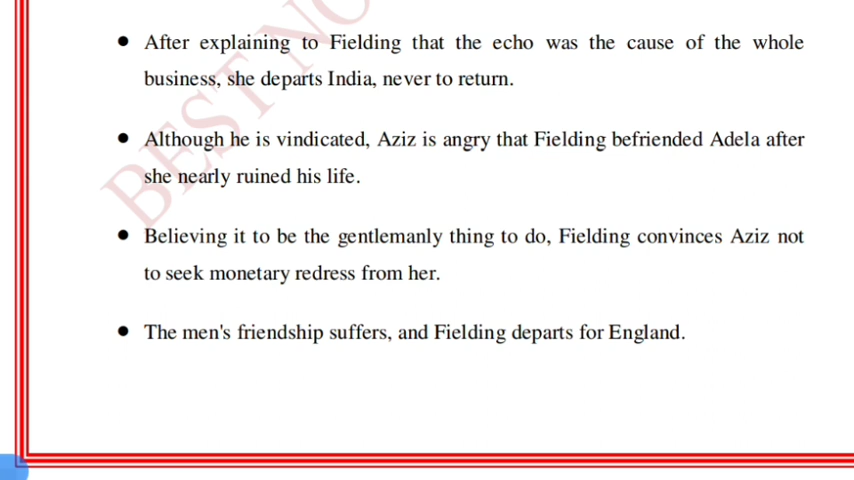 • After explaining to Fielding that the echo was the cause of the whole
business, she departs India, never to return.
• Although he is vindicated, Aziz is angry that Fielding befriended Adela after
she nearly ruined his life.
• Believing it to be the gentlemanly thing to do, Fielding convinces Aziz not
to seek monetary redress from her.
• The men's friendship suffers, and Fielding departs for England.
BEST NO